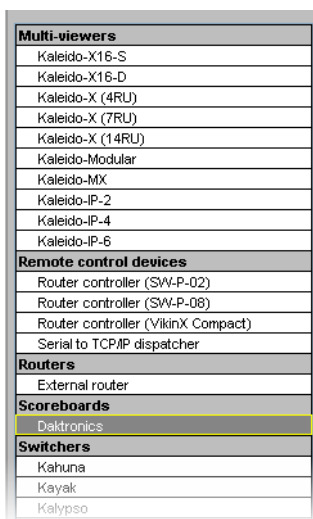 Multi-viewers
Kaleido-X16-S
Kaleido-X16-D
Kaleido-X (4RU)
Kaleido-X (7RU)
Kaleido-X (14RU)
Kaleido-Modular
Kaleido-MX
Kaleido-IP-2
Kaleido-IP-4
Kaleido-IP-6
Remote control devices
Router controller (SW-P-02)
Router controller (SW-P-08)
Router controller (VikinX Compact)
Serial to TCP/IP dispatcher
Routers
External router
Scoreboards
Daktronics
Switchers
Kahuna
Kayak
Kalypso